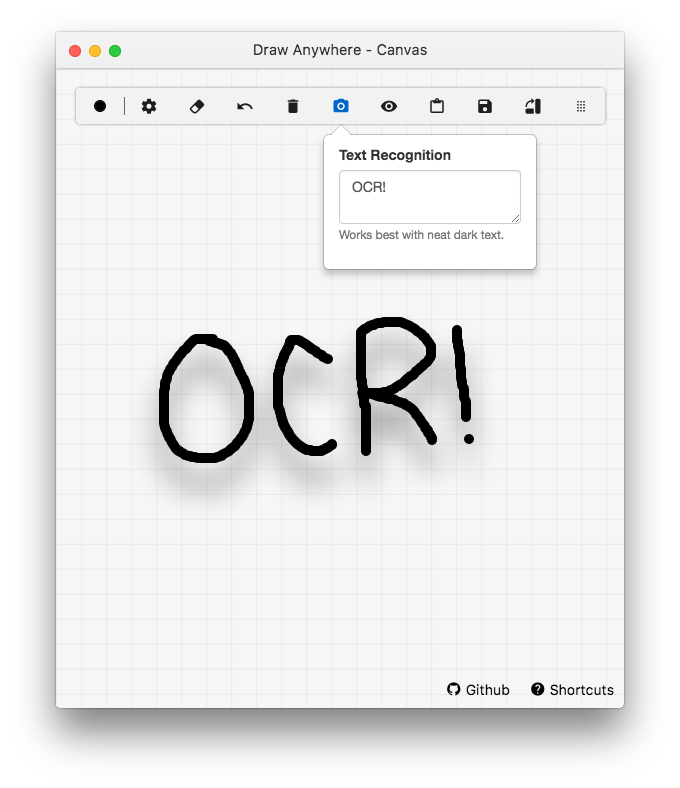 Draw Anywhere - Canvas
Text Recognition
OCR!
Works best with neat dark text.
OCR!
Github Shortcuts